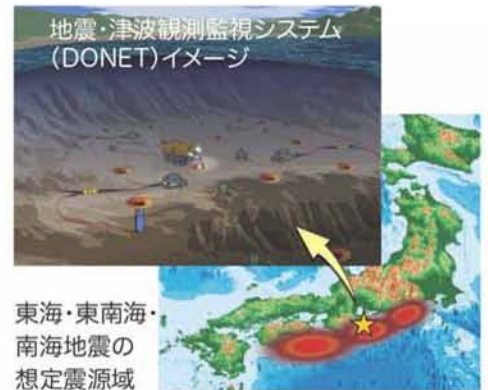 地震・津波観測監視システム
(DONET)イメージ
東海・東南海・
南海地震の
想定震源域